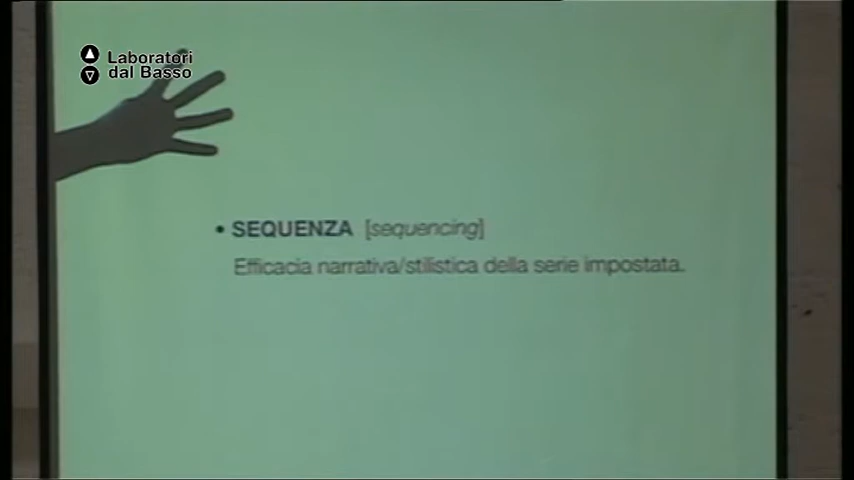 Laboratori
dal Basso
• SEQUENZA [sequencing]
Efficacia narrativa/stilistica della serie impostata.